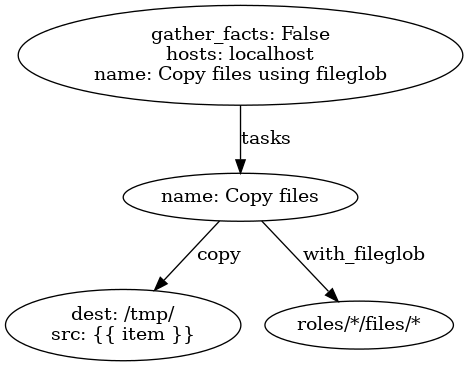 gather_facts: False
hosts: localhost
name: Copy files using fileglob
tasks
name: Copy files
copy
with_fileglob
dest: /tmp/
src: {{ item }}
roles/*/files/*